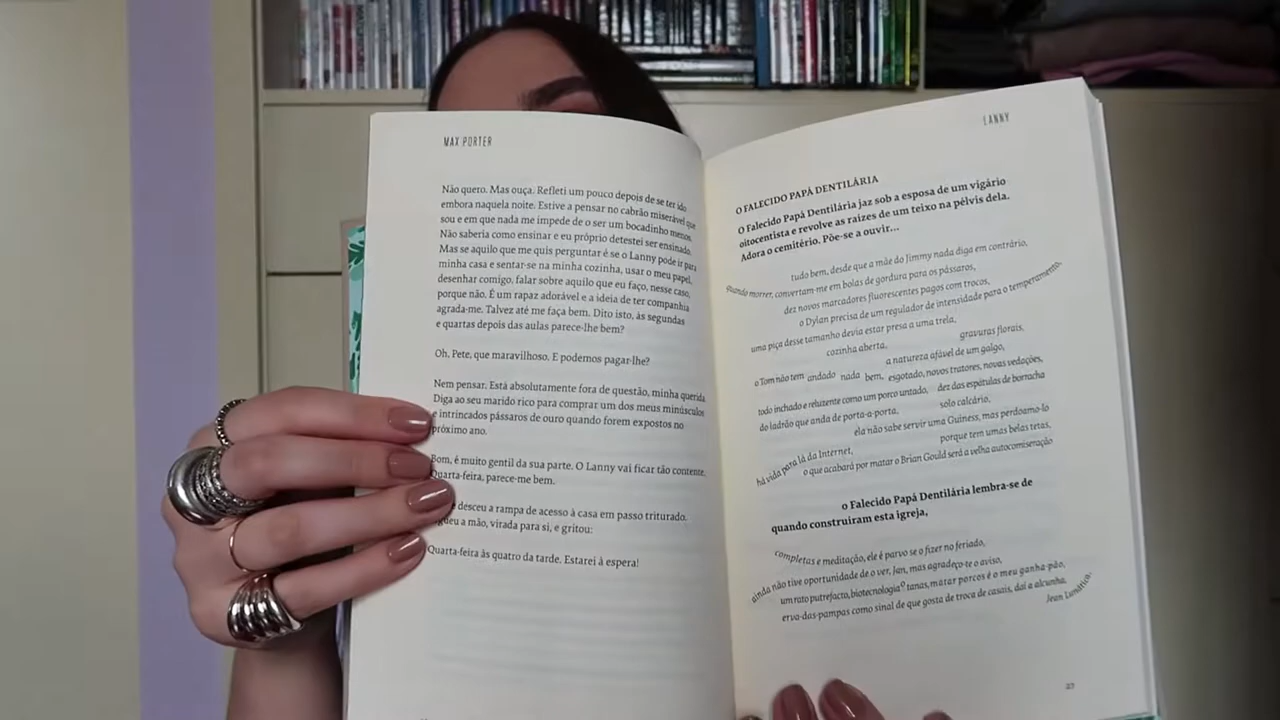 MAX PORTER
Não quero. Mas ouça. Refleti um pouco depois de se ter ido
embora naquela noite. Estive a pensar no cabrão miserável que
sou e em que nada me impede de o ser um bocadinho menos.
Não saberia como ensinar e eu próprio detestei ser ensinado.
Mas se aquilo que me quis perguntar é se o Lanny pode ir para
minha casa e sentar-se na minha cozinha, usar o meu papel,
desenhar comigo, falar sobre aquilo que eu faço, nesse caso,
porque não. É um rapaz adorável e a ideia de ter companhia
agrada-me. Talvez até me faça bem. Dito isto, às segundas
e quartas depois das aulas parece-lhe bem?
Oh, Pete, que maravilhoso. E podemos pagar-lhe?
Nem pensar. Está absolutamente fora de questão, minha querida
Diga ao seu marido rico para comprar um dos meus minúsculos
e intrincados pássaros de ouro quando forem expostos no
próximo ano.
Bom, é muito gentil da sua parte. O Lanny vai ficar tão contente.
Quarta-feira, parece-me bem.
desceu a rampa de acesso à casa em passo triturado.
a mão, virada para si, e gritou:
Quarta-feira às quatro da tarde. Estarei à espera!
LANNY
O FALECIDO PAPÁ DENTILÁRIA
O Falecido Papá Dentilária jaz sob a esposa de um vigário
oitocentista e revolve as raízes de um teixo na pélvis dela.
Adora o cemitério. Põe-se a ouvir...
tudo bem, desde que a mãe do Jimmy nada diga em contrário,
Quando morrer, convertam-me em bolas de gordura para os pássaros,
dez novos marcadores fluorescentes pagos com trocos,
o Dylan precisa de um regulador de intensidade para o temperamento,
uma piça desse tamanho devia estar presa a uma trela,
gravuras florais,
cozinha aberta,
a natureza afável de um galgo,
o Tom não tem andado nada bem, esgotado, novos tratores, novas vedações,
todo inchado e reluzente como um porco untado, dez das espátulas de borracha
do ladrão que anda de porta-a-porta, solo calcário,
ela não sabe servir uma Guiness, mas perdoamo-lo
porque tem umas belas tetas,
há vida para lá da Internet,
o que acabará por matar o Brian Gould será a velha autocomiseração
o Falecido Papá Dentilária lembra-se de
quando construíram esta igreja,
completas e meditação, ele é parvo se o fizer no feriado,
ainda não tive oportunidade de o ver, Jan, mas agradeço-te o aviso,
um rato putrefacto, biotecnologia tanas, matar porcos é o meu ganha-pão,
erva-das-pampas como sinal de que gosta de troca de casais, daí a alcunha,
Jean Lunática,
27